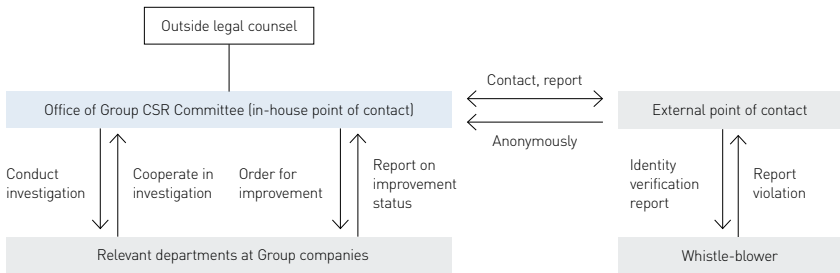 Outside legal counsel
Contact, report
Office of Group CSR Committee (in-house point of contact)
External point of contact
Anonymously
Conduct
investigation
Cooperate in
investigation
Order for
improvement
Report on
improvement
status
Identity
verification
report
Report
violation
Relevant departments at Group companies
Whistle-blower